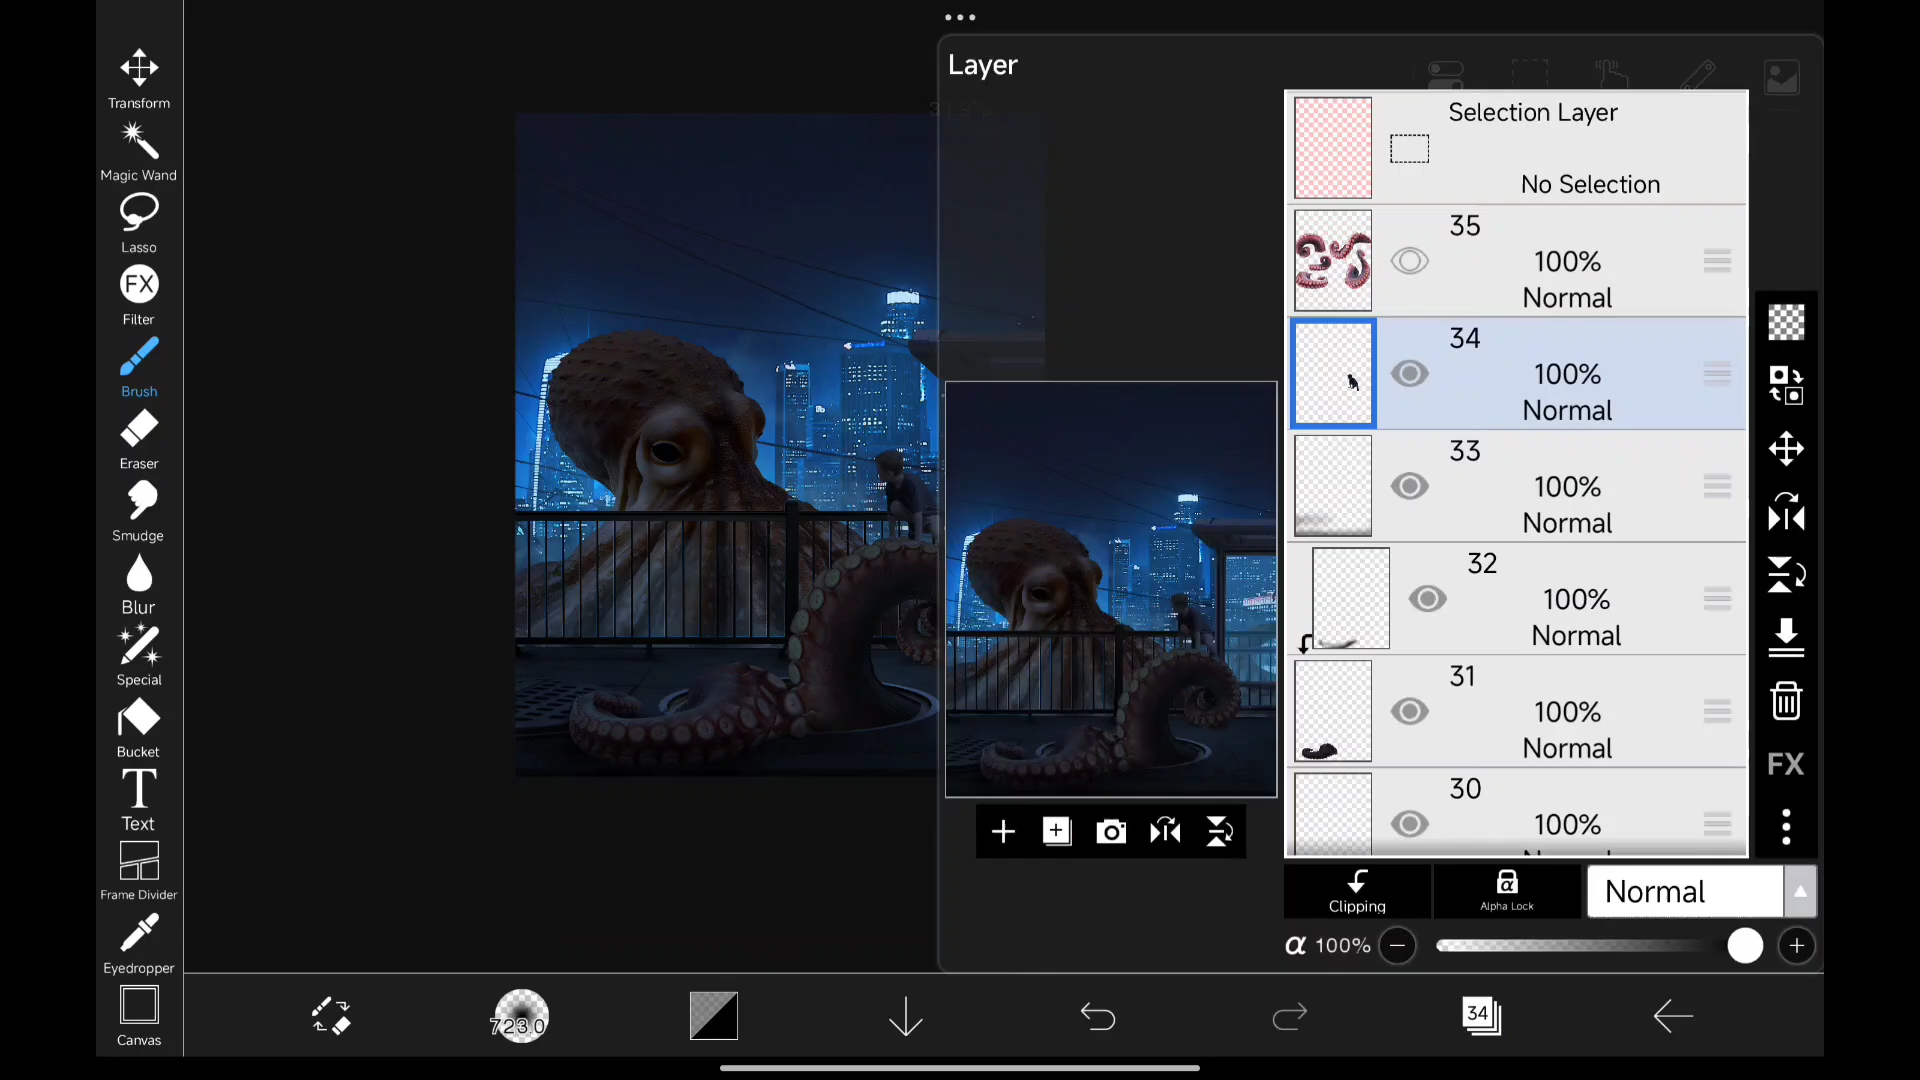 Layer
Transform
Magic Wand
Lasso
FX
Filter
Brush
Eraser
Smudge
Blur
Special
Bucket
T
Text
Frame Divider
Eyedropper
Canvas
Selection Layer
No Selection
35
100%
Normal
34
100%
Normal
33
100%
Normal
32
100%
Normal
31
100%
Normal
30
100%
FX
Clipping
α
Alpha Lock
Normal
α 100%
723.0
34